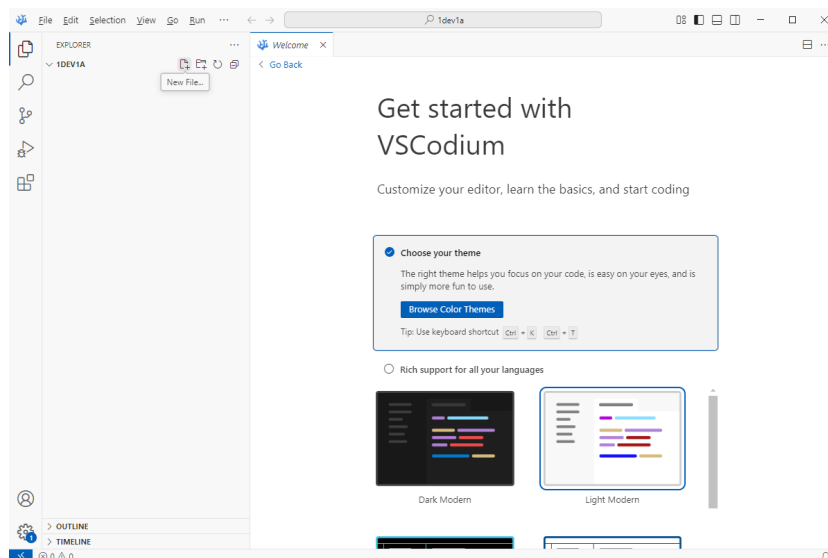 File Edit Selection View Go Run ··· 1dev1a
EXPLORER ···
1DEV1A
New File...
Welcome
Go Back
Get started with
VSCodium
Customize your editor, learn the basics, and start coding
Choose your theme
The right theme helps you focus on your code, is easy on your eyes, and is
simply more fun to use.
Browse Color Themes
Tip: Use keyboard shortcut Ctrl + K Ctrl + T
Rich support for all your languages
Dark Modern Light Modern
1
OUTLINE
TIMELINE
0 0